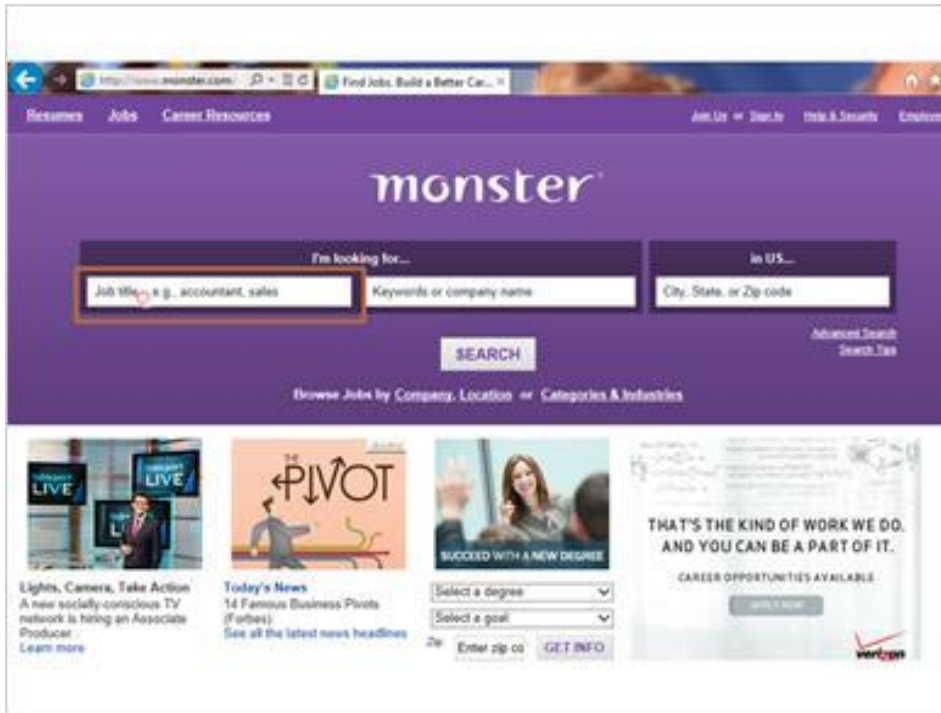 http://www.monster.com
Find Jobs. Build a Better Car...
Resumes Jobs Career Resources
Join Us or Sign In Help & Security
monster
I'm looking for...
in US...
Job title, e.g., accountant, sales
Keywords or company name
City, State, or Zip code
Advanced Search
Search Tips
SEARCH
Browse Jobs by Company, Location or Categories & Industries
LIVE
LIVE
THE
PIVOT
SUCCEED WITH A NEW DEGREE
THAT'S THE KIND OF WORK WE DO.
AND YOU CAN BE A PART OF IT.
CAREER OPPORTUNITIES AVAILABLE
APPLY NOW
verizon
Lights, Camera, Take Action
A new socially-conscious TV
network is hiring an Associate
Producer
Learn more
Today's News
14 Famous Business Pivots
(Forbes)
See all the latest news headlines
Select a degree
Select a goal
Zip
Enter zip co
GET INFO